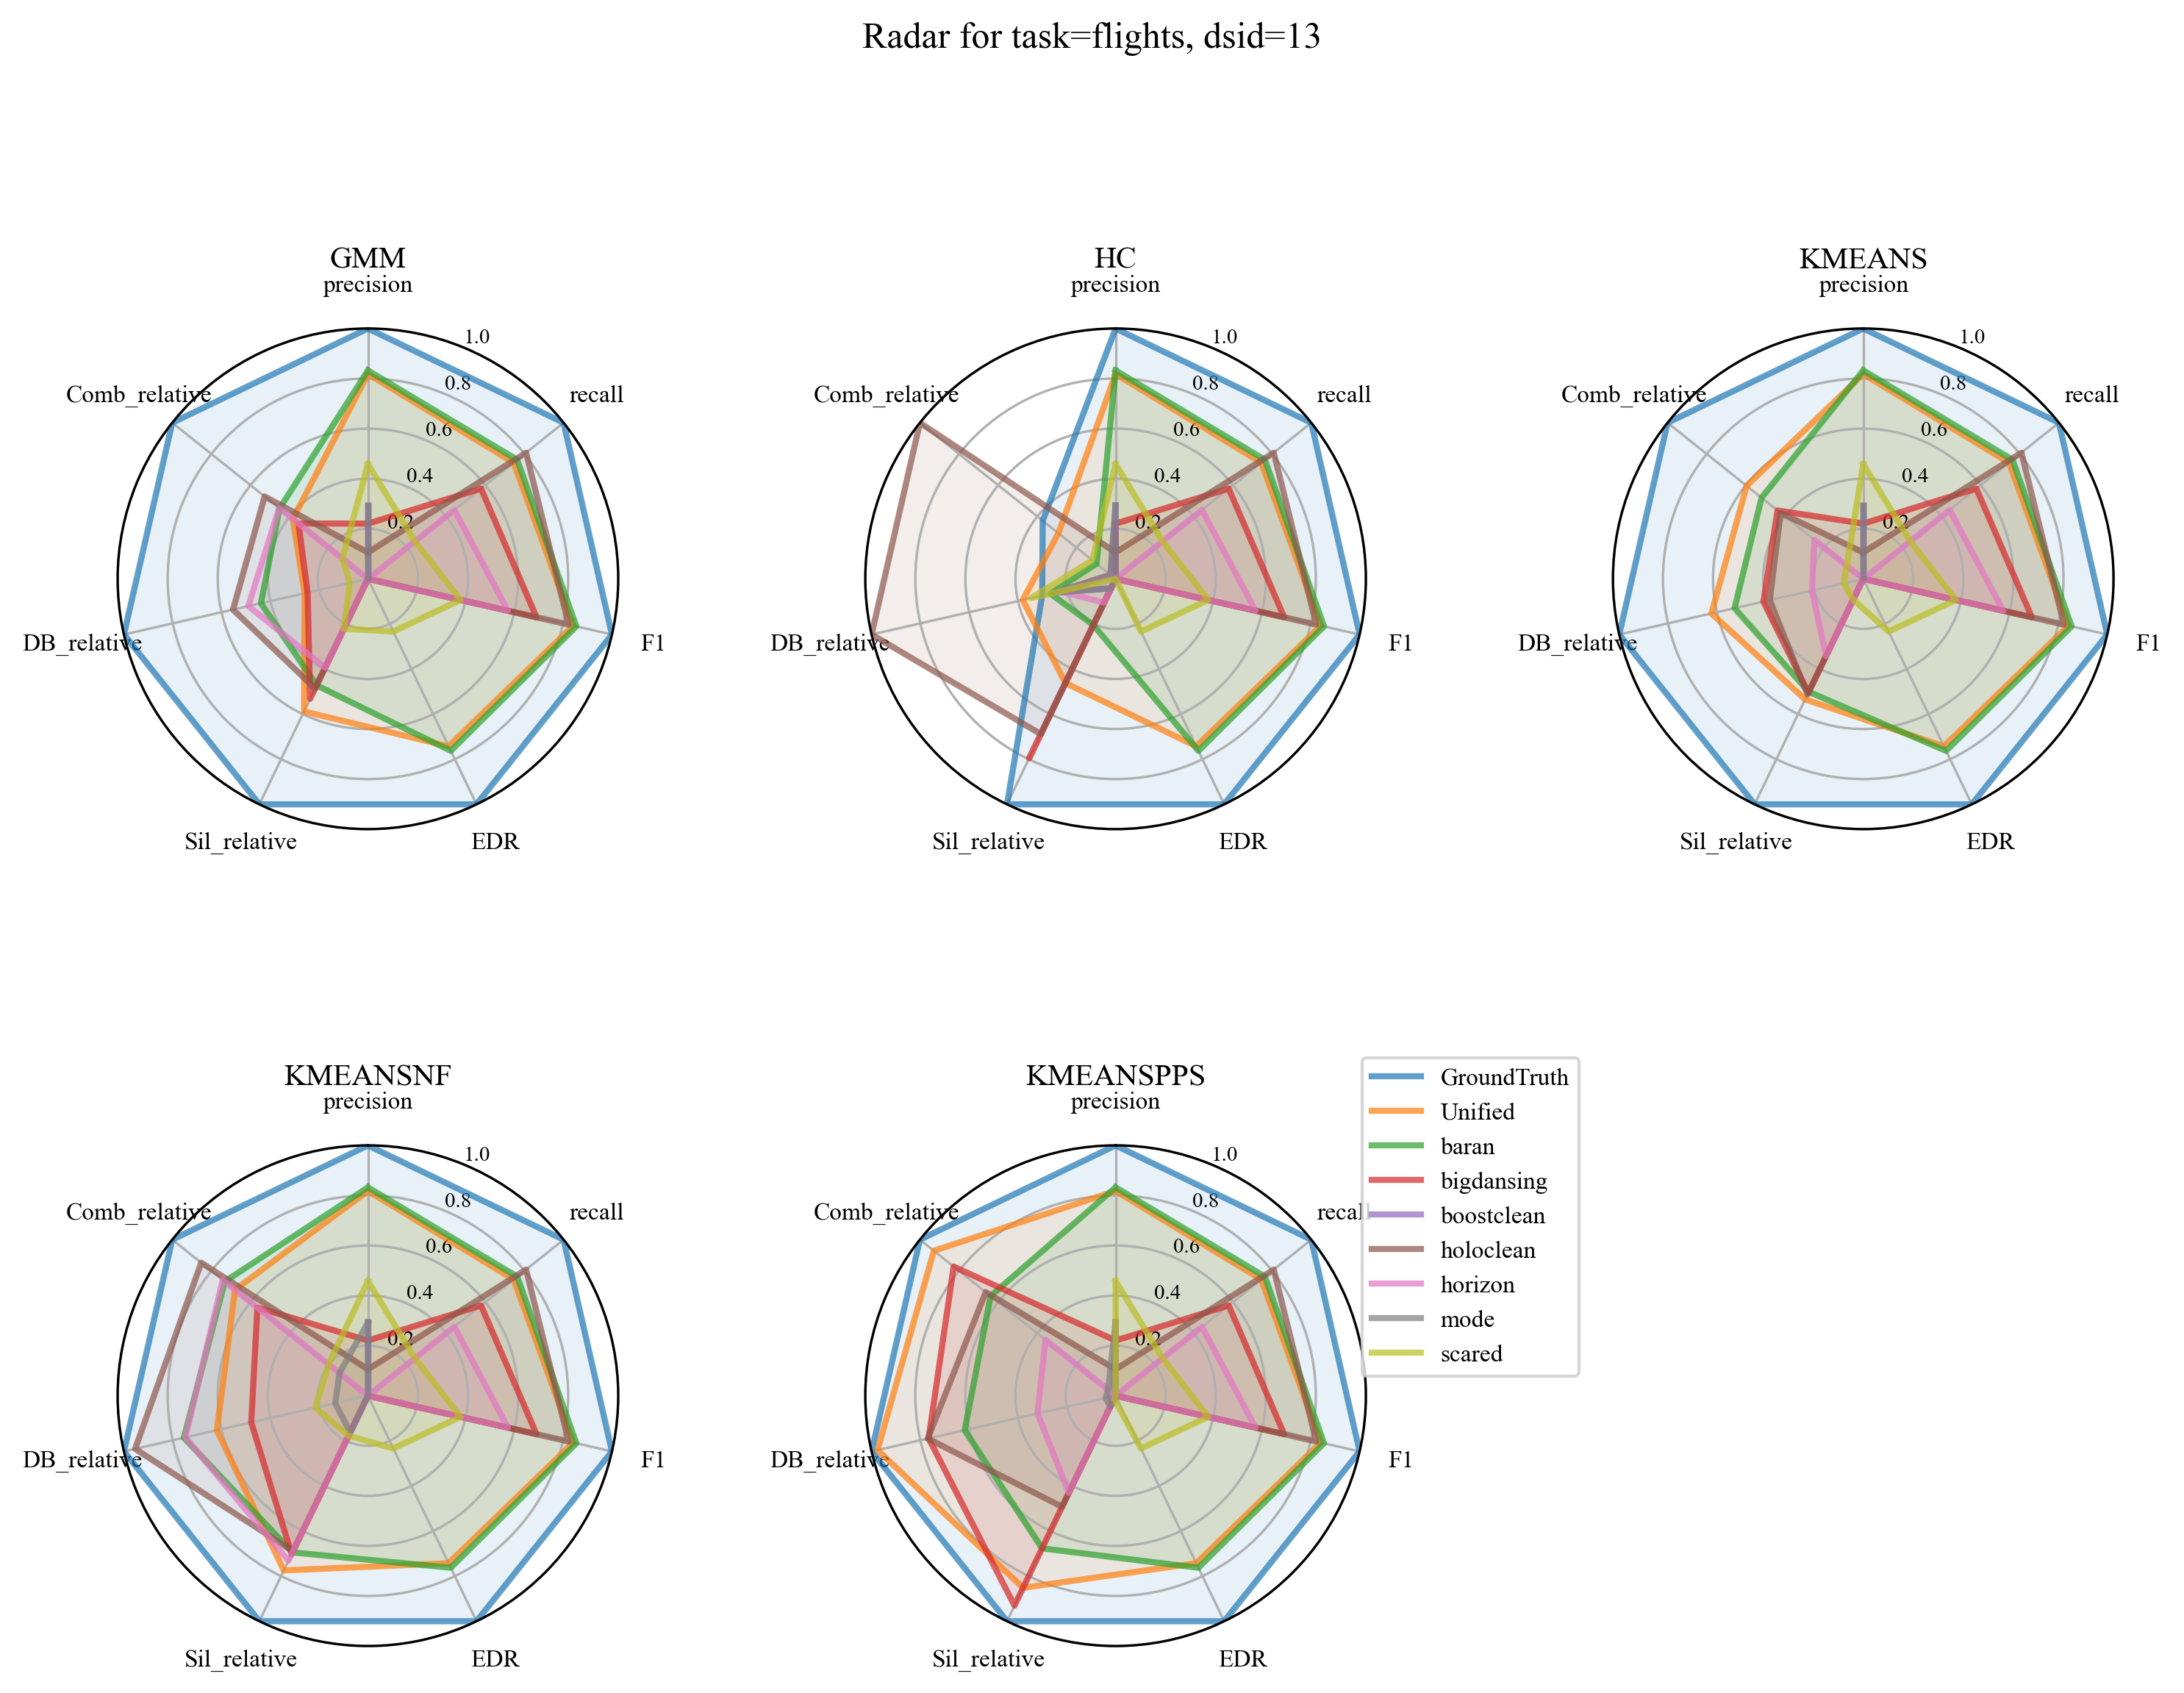 Radar for task=flights, dsid=13
GMM
precision
1.0
0.8
0.6
0.4
0.2
recall
Comb_relative
DB_relative
F1
Sil_relative
EDR
HC
precision
1.0
0.8
0.6
0.4
0.2
recall
Comb_relative
DB_relative
F1
Sil_relative
EDR
KMEANS
precision
1.0
0.8
0.6
0.4
0.2
recall
Comb_relative
DB_relative
F1
Sil_relative
EDR
KMEANSNF
precision
1.0
0.8
0.6
0.4
0.2
recall
Comb_relative
DB_relative
F1
Sil_relative
EDR
KMEANSPPS
precision
1.0
0.8
0.6
0.4
0.2
recall
Comb_relative
DB_relative
F1
Sil_relative
EDR
GroundTruth
Unified
baran
bigdansing
boostclean
holoclean
horizon
mode
scared